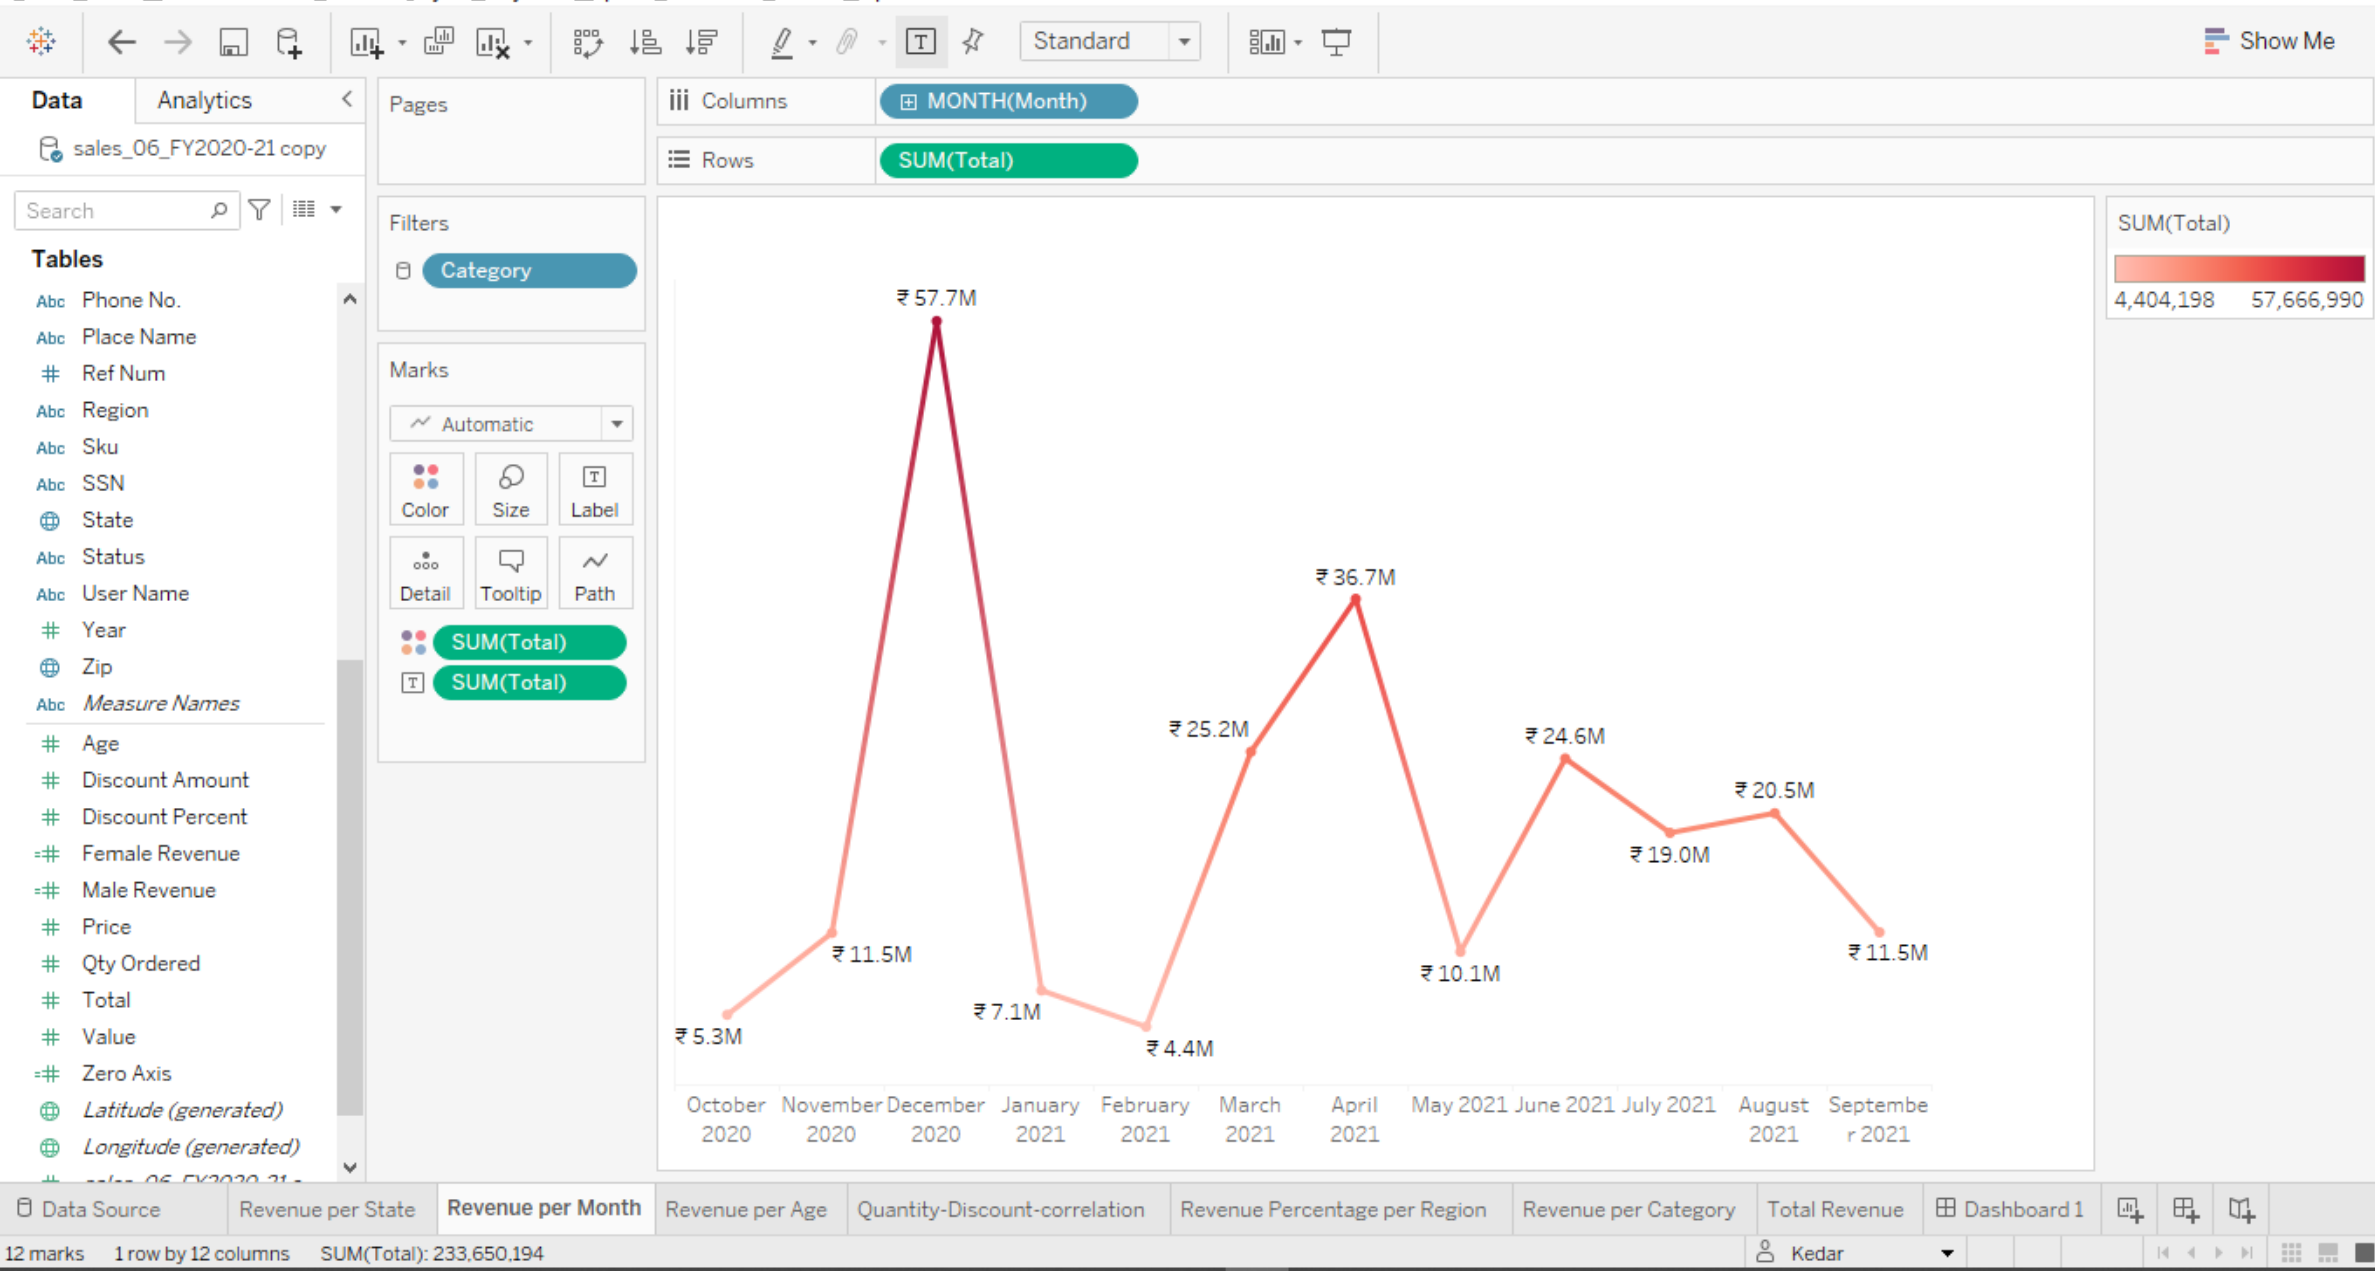 Standard
Show Me
Data
Analytics
sales_06_FY2020-21 copy
Search
Tables
Abc Phone No.
Abc Place Name
# Ref Num
Abc Region
Abc Sku
Abc SSN
State
Abc Status
Abc User Name
# Year
Zip
Abc Measure Names
# Age
# Discount Amount
# Discount Percent
=# Female Revenue
=# Male Revenue
# Price
# Qty Ordered
# Total
# Value
=# Zero Axis
Latitude (generated)
Longitude (generated)
Pages
Filters
Category
Marks
Automatic
Color Size Label
Detail Tooltip Path
SUM(Total)
SUM(Total)
Columns MONTH(Month)
Rows SUM(Total)
₹ 57.7M
₹ 36.7M
₹ 25.2M
₹ 24.6M
₹ 20.5M
₹ 19.0M
₹ 11.5M
₹ 11.5M
₹ 10.1M
₹ 7.1M
₹ 5.3M
₹ 4.4M
October 2020
November 2020
December 2020
January 2021
February 2021
March 2021
April 2021
May 2021
June 2021
July 2021
August 2021
Septembe
r 2021
SUM(Total)
4,404,198 57,666,990
Data Source Revenue per State Revenue per Month Revenue per Age Quantity-Discount-correlation Revenue Percentage per Region Revenue per Category Total Revenue Dashboard 1
12 marks 1 row by 12 columns SUM(Total): 233,650,194 Kedar